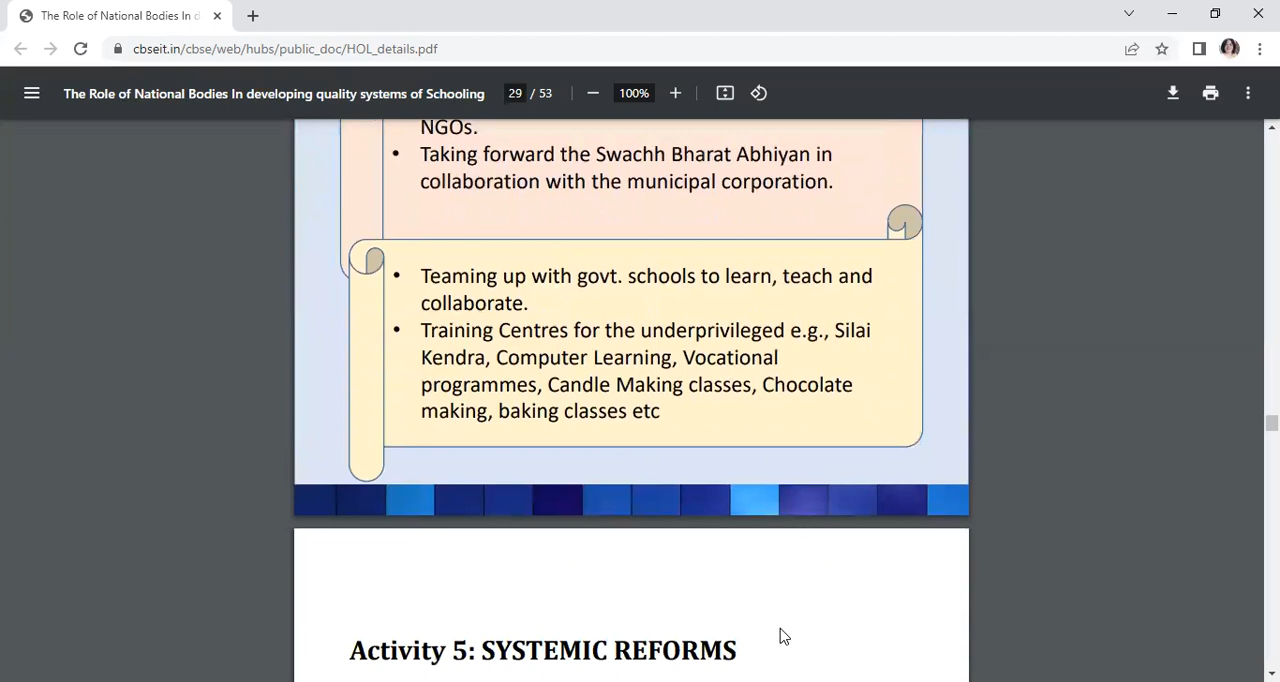 The Role of National Bodies In d
cbseit.in/cbse/web/hubs/public_doc/HOL_details.pdf
The Role of National Bodies In developing quality systems of Schooling
29 / 53
100%
NGOs.
• Taking forward the Swachh Bharat Abhiyan in
collaboration with the municipal corporation.
• Teaming up with govt. schools to learn, teach and
collaborate.
• Training Centres for the underprivileged e.g., Silai
Kendra, Computer Learning, Vocational
programmes, Candle Making classes, Chocolate
making, baking classes etc
Activity 5: SYSTEMIC REFORMS